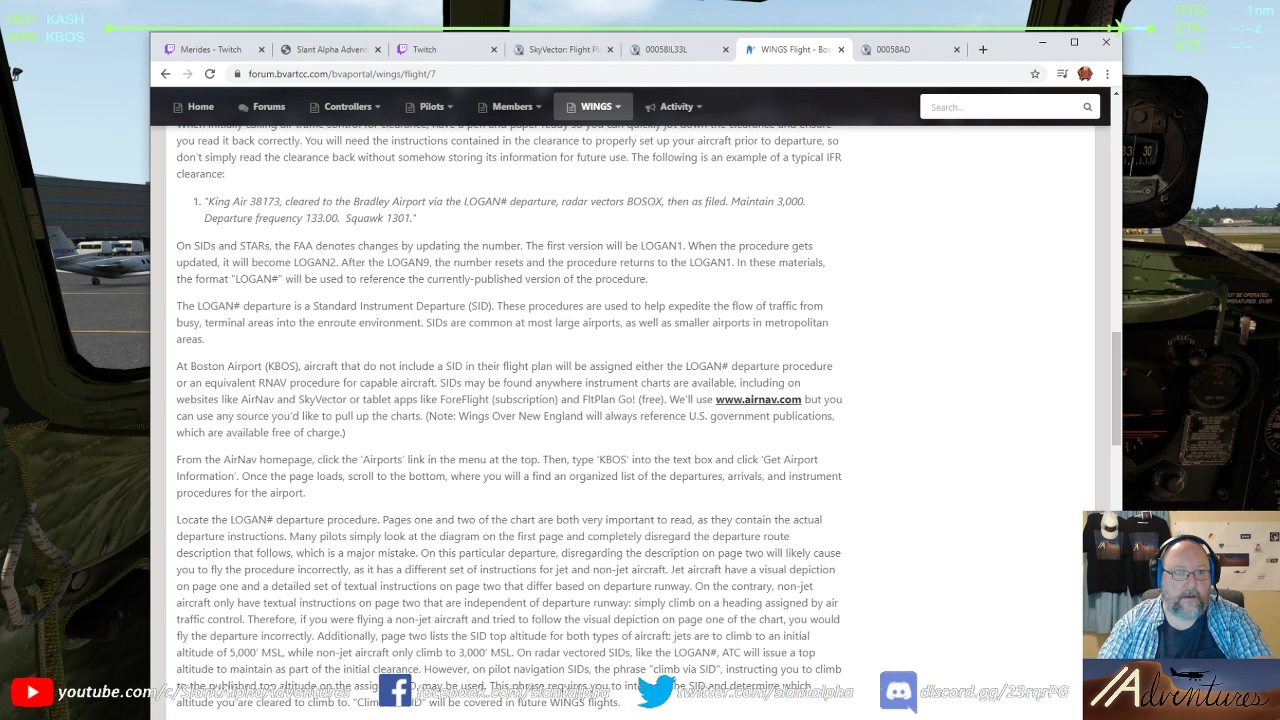 DEP: KASH
ARR: KBOS
DTG: 1nm
ETA: --:--z
ETE: --:--
Merides - Twitch
Slant Alpha Advent
Twitch
SkyVector: Flight Pl
00058IL33L
WINGS Flight - Bos
00058AD
forum.bvartcc.com/bvaportal/wings/flight/7
Home
Forums
Controllers
Pilots
Members
WINGS
Activity
Search...
you read it back correctly. You will need the instructions contained in the clearance to properly set up your aircraft prior to departure, so
don't simply read the clearance back without somehow storing its information for future use. The following is an example of a typical IFR
clearance:
1. "King Air 38173, cleared to the Bradley Airport via the LOGAN# departure, radar vectors BOSOX, then as filed. Maintain 3,000.
Departure frequency 133.00. Squawk 1301."
On SIDs and STARs, the FAA denotes changes by updating the number. The first version will be LOGAN1. When the procedure gets
updated, it will become LOGAN2. After the LOGAN9, the number resets and the procedure returns to the LOGAN1. In these materials,
the format "LOGAN#" will be used to reference the currently-published version of the procedure.
The LOGAN# departure is a Standard Instrument Departure (SID). These procedures are used to help expedite the flow of traffic from
busy, terminal areas into the enroute environment. SIDs are common at most large airports, as well as smaller airports in metropolitan
areas.
At Boston Airport (KBOS), aircraft that do not include a SID in their flight plan will be assigned either the LOGAN# departure procedure
or an equivalent RNAV procedure for capable aircraft. SIDs may be found anywhere instrument charts are available, including on
websites like AirNav and SkyVector or tablet apps like ForeFlight (subscription) and FltPlan Go! (free). We'll use www.airnav.com but you
can use any source you'd like to pull up the charts. (Note: Wings Over New England will always reference U.S. government publications,
which are available free of charge.)
From the AirNav homepage, click the 'Airports' link in the menu on the top. Then, type 'KBOS' into the text box and click 'Get Airport
Information'. Once the page loads, scroll to the bottom, where you will a find an organized list of the departures, arrivals, and instrument
procedures for the airport.
Locate the LOGAN# departure procedure. Pages one and two of the chart are both very important to read, as they contain the actual
departure instructions. Many pilots simply look at the diagram on the first page and completely disregard the departure route
description that follows, which is a major mistake. On this particular departure, disregarding the description on page two will likely cause
you to fly the procedure incorrectly, as it has a different set of instructions for jet and non-jet aircraft. Jet aircraft have a visual depiction
on page one and a detailed set of textual instructions on page two that differ based on departure runway. On the contrary, non-jet
aircraft only have textual instructions on page two that are independent of departure runway: simply climb on a heading assigned by air
traffic control. Therefore, if you were flying a non-jet aircraft and tried to follow the visual depiction on page one of the chart, you would
fly the departure incorrectly. Additionally, page two lists the SID top altitude for both types of aircraft: jets are to climb to an initial
altitude of 5,000' MSL, while non-jet aircraft only climb to 3,000' MSL. On radar vectored SIDs, like the LOGAN#, ATC will issue a top
altitude to maintain as part of the initial clearance. However, on pilot navigation SIDs, the phrase "climb via SID", instructing you to climb
altitude you are cleared to climb to. "Climb via SID" will be covered in future WINGS flights.
youtube.com/c/
discord.gg/23rqrPG
Adventures